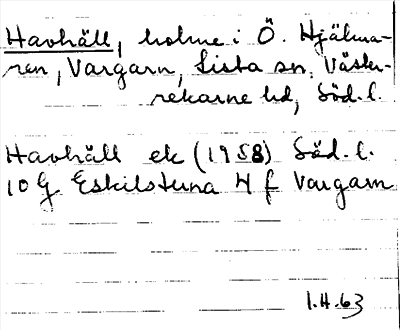 Havhäll, holme i Ö. Hjälma-
ren, Vargarn, Lista sn, Väster-
rekarne hd, Söd. l.
Havhäll ek (1958) Söd. l.
10 G Eskilstuna 4 f Vargarn
1.4.63